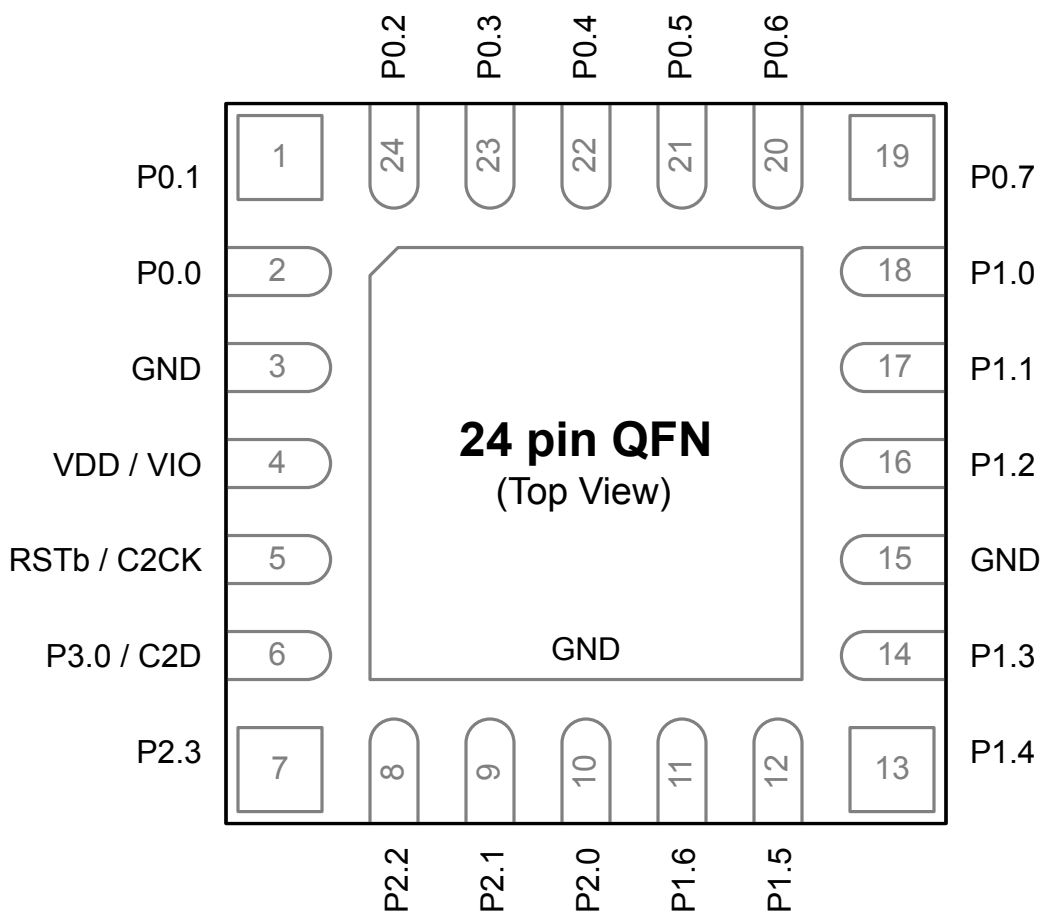 P0.2 P0.3 P0.4 P0.5 P0.6
1 24 23 22 21 20 19
P0.1 P0.7
P0.0 2 18 P1.0
GND 3 17 P1.1
24 pin QFN
VDD / VIO 4 16 P1.2
(Top View)
RSTb / C2CK 5 15 GND
P3.0 / C2D 6 GND 14 P1.3
P2.3 7 8 9 10 11 12 13 P1.4
P2.2 P2.1 P2.0 P1.6 P1.5